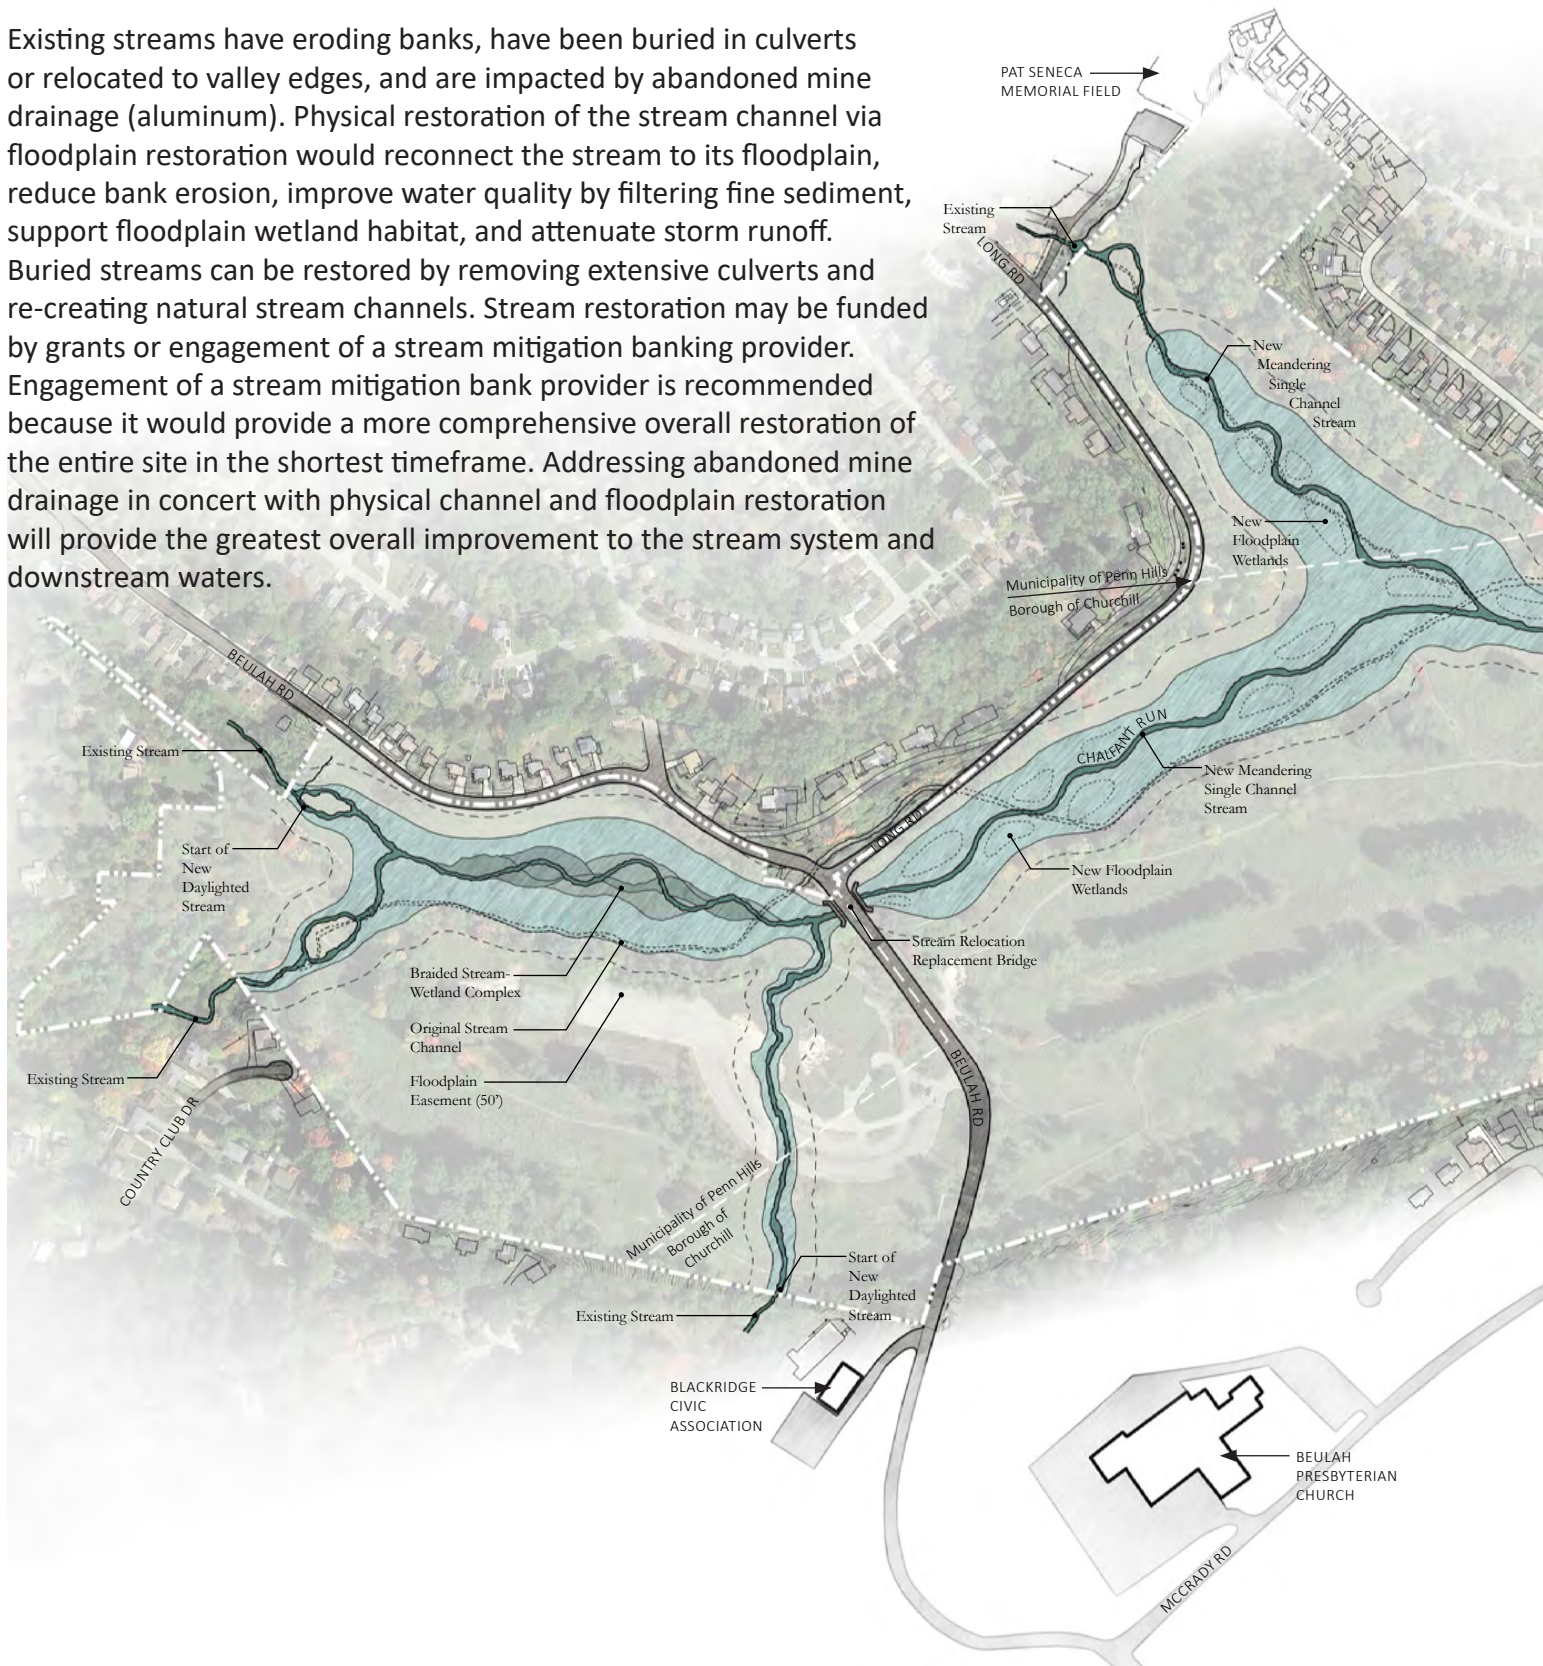 Existing streams have eroding banks, have been buried in culverts
or relocated to valley edges, and are impacted by abandoned mine
drainage (aluminum). Physical restoration of the stream channel via
floodplain restoration would reconnect the stream to its floodplain,
reduce bank erosion, improve water quality by filtering fine sediment,
support floodplain wetland habitat, and attenuate storm runoff.
Buried streams can be restored by removing extensive culverts and
re-creating natural stream channels. Stream restoration may be funded
by grants or engagement of a stream mitigation banking provider.
Engagement of a stream mitigation bank provider is recommended
because it would provide a more comprehensive overall restoration of
the entire site in the shortest timeframe. Addressing abandoned mine
drainage in concert with physical channel and floodplain restoration
will provide the greatest overall improvement to the stream system and
downstream waters.
PAT SENECA
MEMORIAL FIELD
Existing
Stream
LONG RD
New
Meandering
Single
Channel
Stream
New
Floodplain
Wetlands
Municipality of Penn Hills
Borough of Churchill
BEULAH RD
Existing Stream
CHALFANT RUN
New Meandering
Single Channel
Stream
LONG RD
Start of
New
Daylighted
Stream
New Floodplain
Wetlands
Stream Relocation
Replacement Bridge
Braided Stream-
Wetland Complex
Original Stream
Channel
Floodplain
Easement (50')
Existing Stream
BEULAH RD
COUNTRY CLUB DR
Municipality of Penn Hills
Borough of
Churchill
Start of
New
Daylighted
Stream
Existing Stream
BLACKRIDGE
CIVIC
ASSOCIATION
BEULAH
PRESBYTERIAN
CHURCH
MCCRADY RD